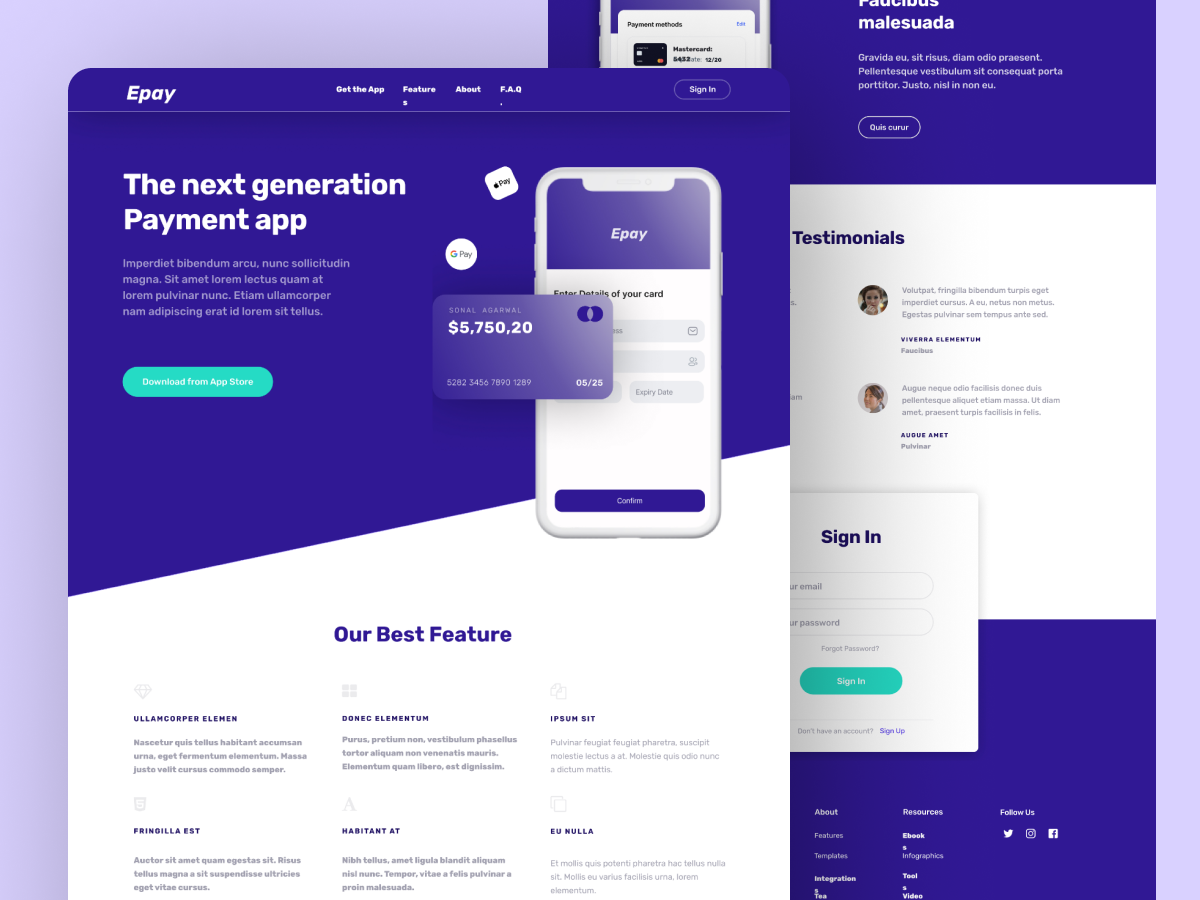 Epay
Get the App
Feature
s
About
F.A.Q
.
Sign In
The next generation
Payment app
Imperdiet bibendum arcu, nunc sollicitudin
magna. Sit amet lorem lectus quam at
lorem pulvinar nunc. Etiam ullamcorper
nam adipiscing erat id lorem sit tellus.
Download from App Store
Pay
G Pay
Epay
Enter Details of your card
SONAL AGARWAL
$5,750,20
5282 3456 7890 1289
05/25
Expiry Date
Confirm
Our Best Feature
ULLAMCORPER ELEMEN
Nascetur quis tellus habitant accumsan
urna, eget fermentum elementum. Massa
justo velit cursus commodo semper.
DONEC ELEMENTUM
Purus, pretium non, vestibulum phasellus
tortor aliquam non venenatis mauris.
Elementum quam libero, est dignissim.
IPSUM SIT
Pulvinar feugiat feugiat pharetra, suscipit
molestie lectus a at. Molestie quis odio nunc
a dictum mattis.
FRINGILLA EST
Auctor sit amet quam egestas sit. Risus
tellus magna a sit suspendisse ultricies
eget vitae cursus.
HABITANT AT
Nibh tellus, amet ligula blandit aliquam
nisl nunc. Tempor, vitae a felis pulvinar a
proin malesuada.
EU NULLA
Et mollis quis potenti pharetra hac tellus nulla
sit. Mollis eu varius facilisis urna, lorem
elementum.
Payment methods
Edit
Mastercard:
12/20
Faucibus
malesuada
Gravida eu, sit risus, diam odio praesent.
Pellentesque vestibulum sit consequat porta
porttitor. Justo, nisl in non eu.
Quis curur
Testimonials
Volutpat, fringilla bibendum turpis eget
imperdiet cursus. A eu, netus non metus.
Egestas pulvinar sem tempus ante sed.
VIVERRA ELEMENTUM
Faucibus
Augue neque odio facilisis donec duis
pellentesque aliquet etiam massa. Ut diam
amet, praesent turpis facilisis in felis.
AUGUE AMET
Pulvinar
Sign In
ur email
ur password
Forgot Password?
Sign In
Don't have an account? Sign Up
About
Features
Templates
Integration
s
Tea
Resources
Ebook
s
Infographics
Tool
s
Video
Follow Us